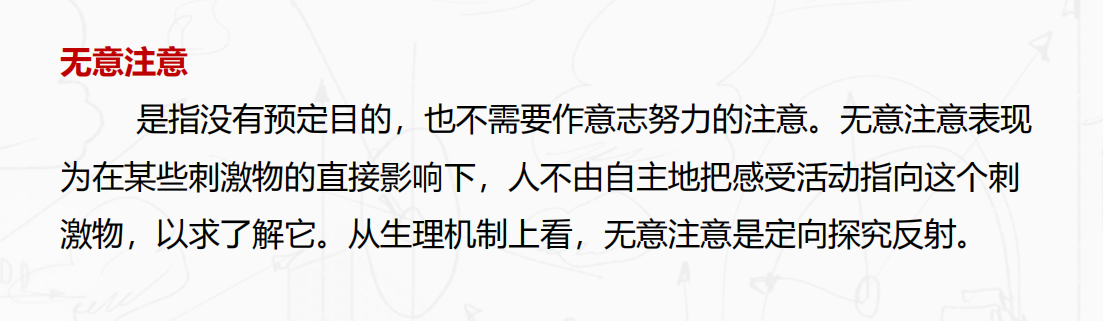 无意注意
是指没有预定目的，也不需要作意志努力的注意。无意注意表现
为在某些刺激物的直接影响下，人不由自主地把感受活动指向这个刺
激物，以求了解它。从生理机制上看，无意注意是定向探究反射。